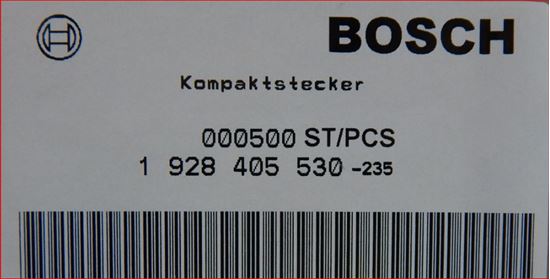 BOSCH
Kompaktstecker
000500 ST/PCS
1 928 405 530 -235